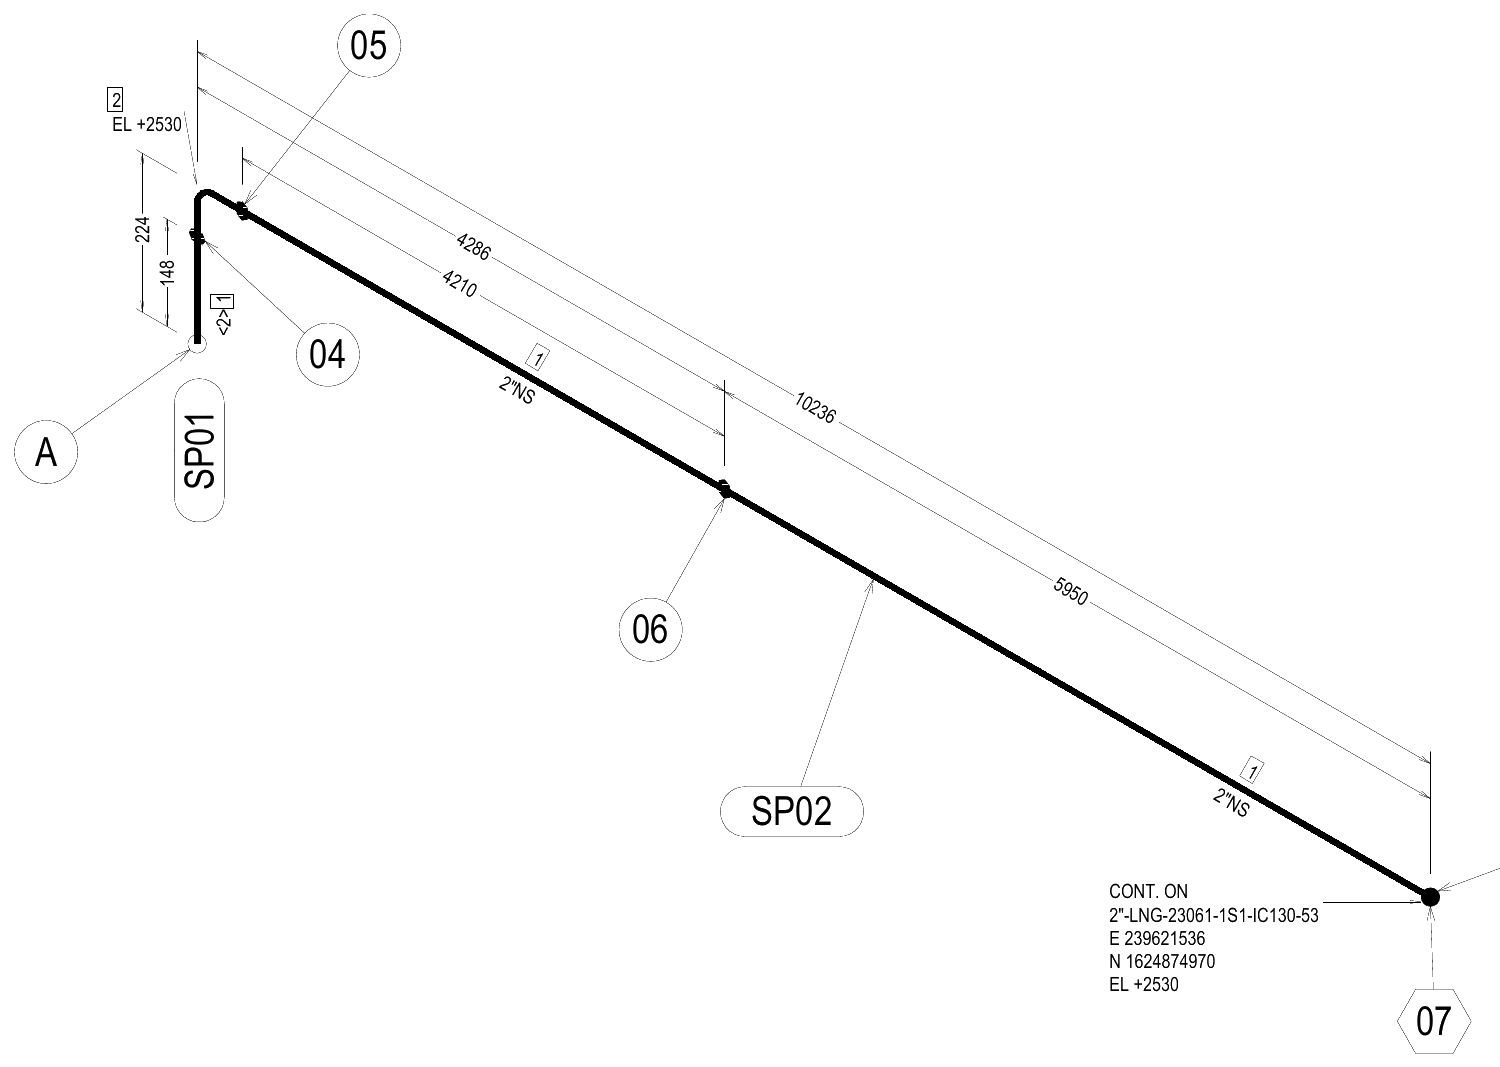 05
2
EL +2530
224
148
4286
4210
<2> 1
04
1
2"NS
10236
A
SP01
5950
06
1
2"NS
SP02
CONT. ON
2"-LNG-23061-1S1-IC130-53
E 239621536
N 1624874970
EL +2530
07